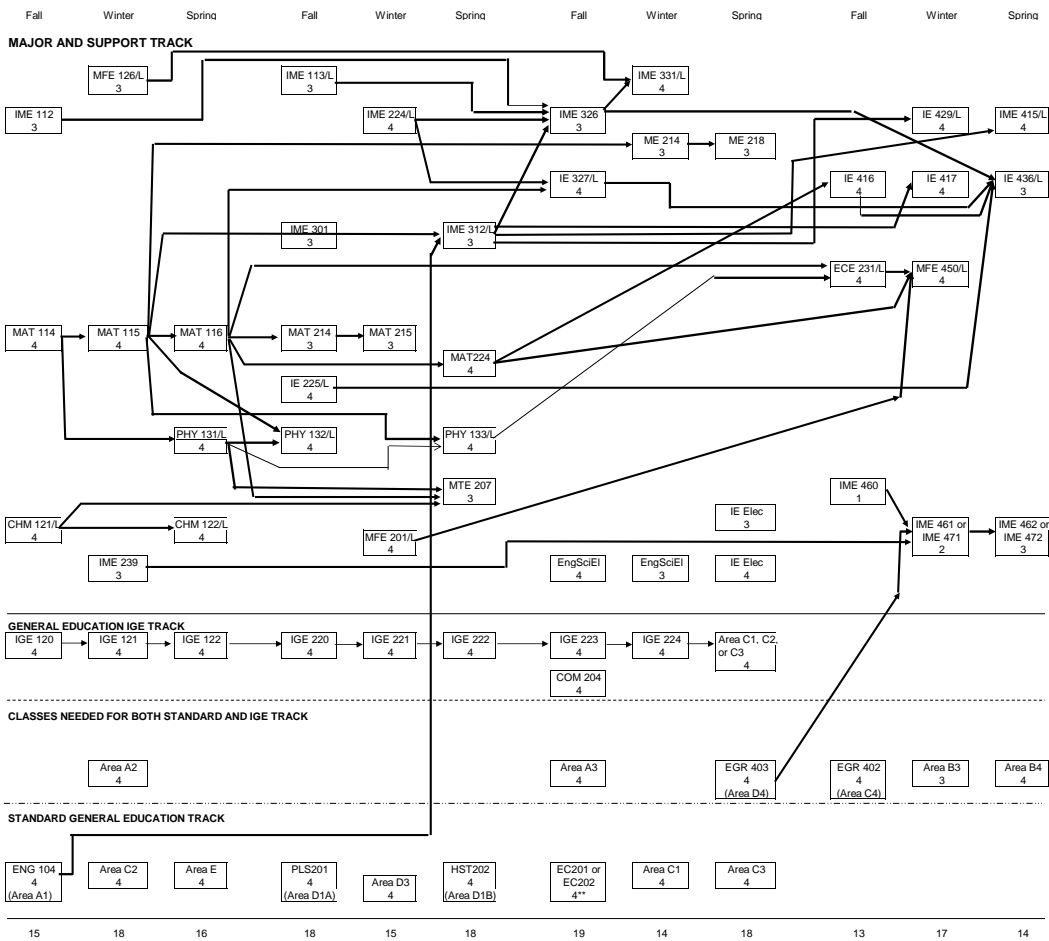 Fall Winter Spring Fall Winter Spring Fall Winter Spring Fall Winter Spring
MAJOR AND SUPPORT TRACK
MFE 126/L
3
IME 113/L
3
IME 331/L
4
IME 112
3
IME 224/L
4
IME 326
3
IE 429/L
4
IME 415/L
4
ME 214
3
ME 218
3
IE 327/L
4
IE 416
4
IE 417
4
IE 436/L
3
IME 301
3
IME 312/L
3
ECE 231/L
4
MFE 450/L
4
MAT 114
4
MAT 115
4
MAT 116
4
MAT 214
3
MAT 215
3
MAT224
4
IE 225/L
4
PHY 131/L
4
PHY 132/L
4
PHY 133/L
4
MTE 207
3
IME 460
1
CHM 121/L
4
CHM 122/L
4
MFE 201/L
4
IE Elec
3
IME 461 or
IME 471
2
IME 462 or
IME 472
3
IME 239
3
EngSciEl
4
EngSciEl
3
IE Elec
4
GENERAL EDUCATION IGE TRACK
IGE 120
4
IGE 121
4
IGE 122
4
IGE 220
4
IGE 221
4
IGE 222
4
IGE 223
4
IGE 224
4
Area C1, C2,
or C3
4
COM 204
4
CLASSES NEEDED FOR BOTH STANDARD AND IGE TRACK
Area A2
4
Area A3
4
EGR 403
4
(Area D4)
EGR 402
4
(Area C4)
Area B3
3
Area B4
4
STANDARD GENERAL EDUCATION TRACK
ENG 104
4
(Area A1)
Area C2
4
Area E
4
PLS201
4
(Area D1A)
Area D3
4
HST202
4
(Area D1B)
EC201 or
EC202
4**
Area C1
4
Area C3
4
15 18 16 18 15 18 19 14 18 13 17 14